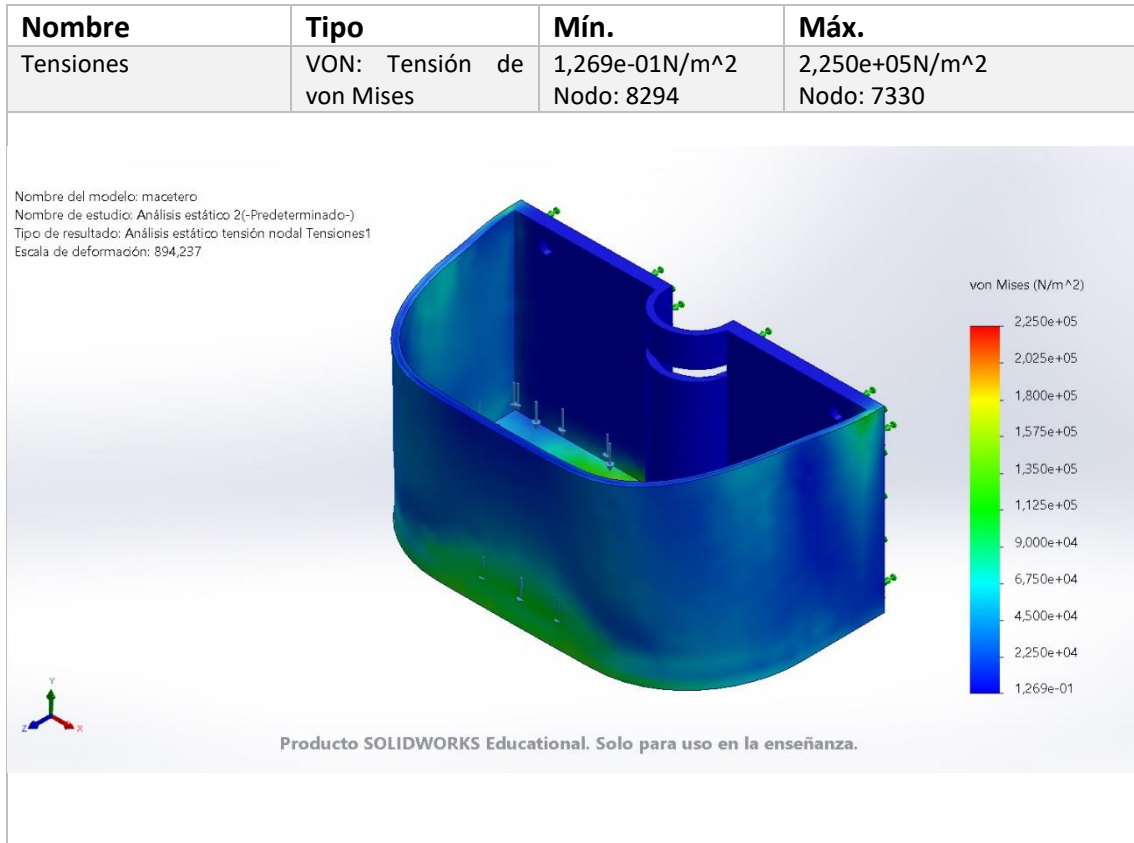 Nombre Tipo Mín. Máx.
Tensiones VON: Tensión de 1,269e-01N/m^2 2,250e+05N/m^2
von Mises Nodo: 8294 Nodo: 7330
Nombre del modelo: macetero
Nombre de estudio: Análisis estático 2(-Predeterminado-)
Tipo de resultado: Análisis estático tensión nodal Tensiones1
Escala de deformación: 894,237
von Mises (N/m^2)
2,250e+05
2,025e+05
1,800e+05
1,575e+05
1,350e+05
1,125e+05
9,000e+04
6,750e+04
4,500e+04
2,250e+04
1,269e-01
Y
Z X
Producto SOLIDWORKS Educational. Solo para uso en la enseñanza.